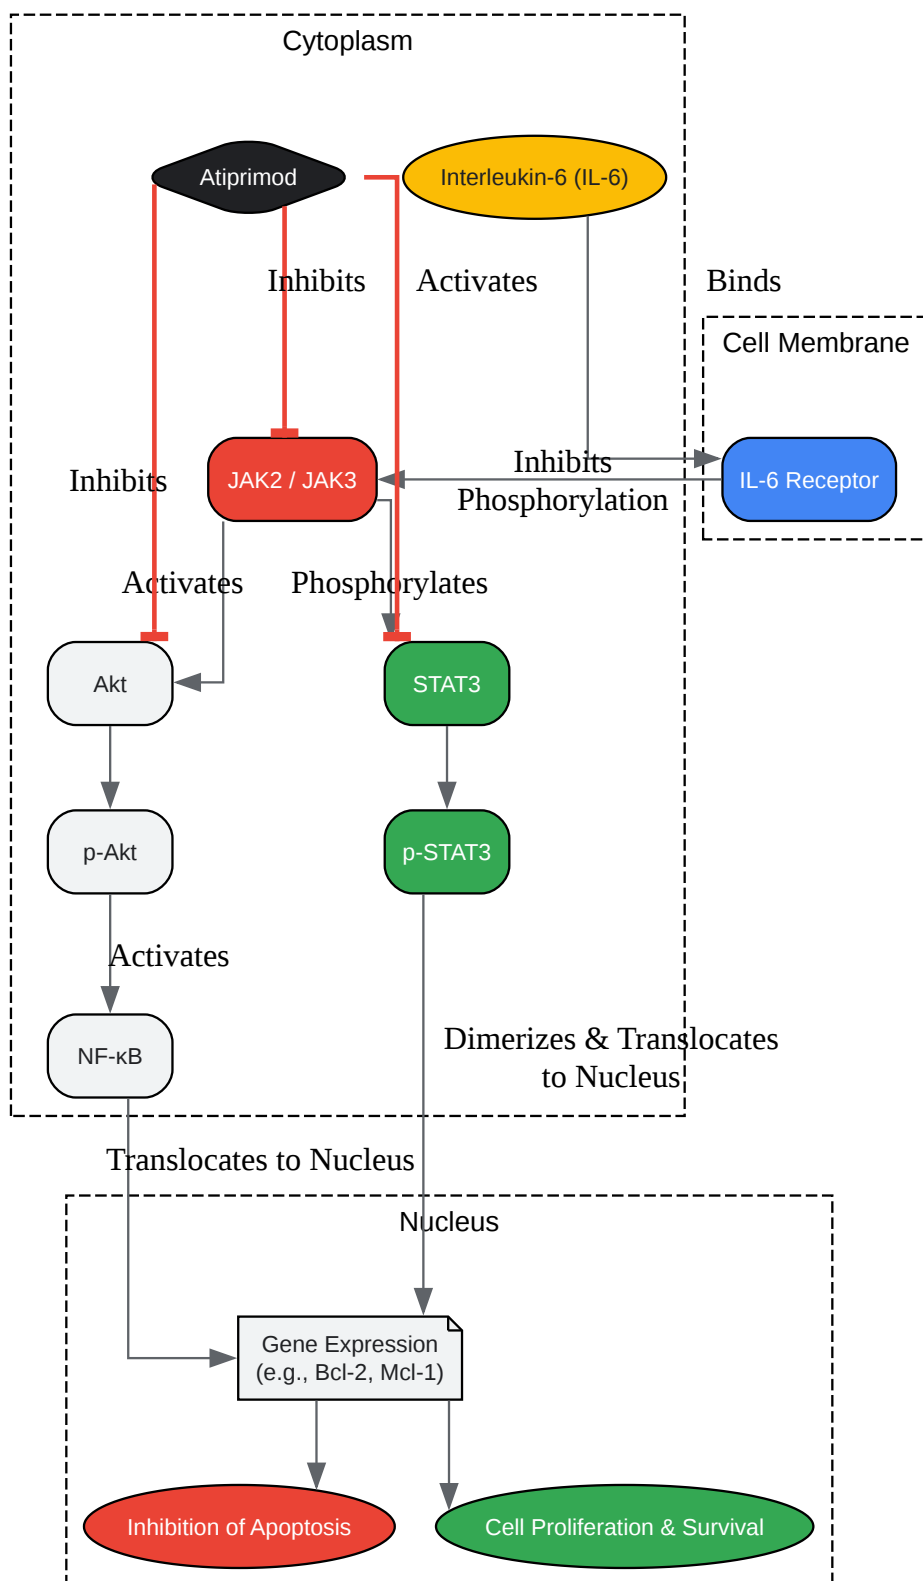 Cytoplasm
Atiprimod
Interleukin-6 (IL-6)
Inhibits
Activates
Binds
Cell Membrane
Inhibits
JAK2 / JAK3
Inhibits
Phosphorylation
IL-6 Receptor
Activates
Phosphorylates
Akt
STAT3
p-Akt
p-STAT3
Activates
NF-κB
Dimerizes & Translocates
to Nucleus
Translocates to Nucleus
Nucleus
Gene Expression
(e.g., Bcl-2, Mcl-1)
Inhibition of Apoptosis
Cell Proliferation & Survival